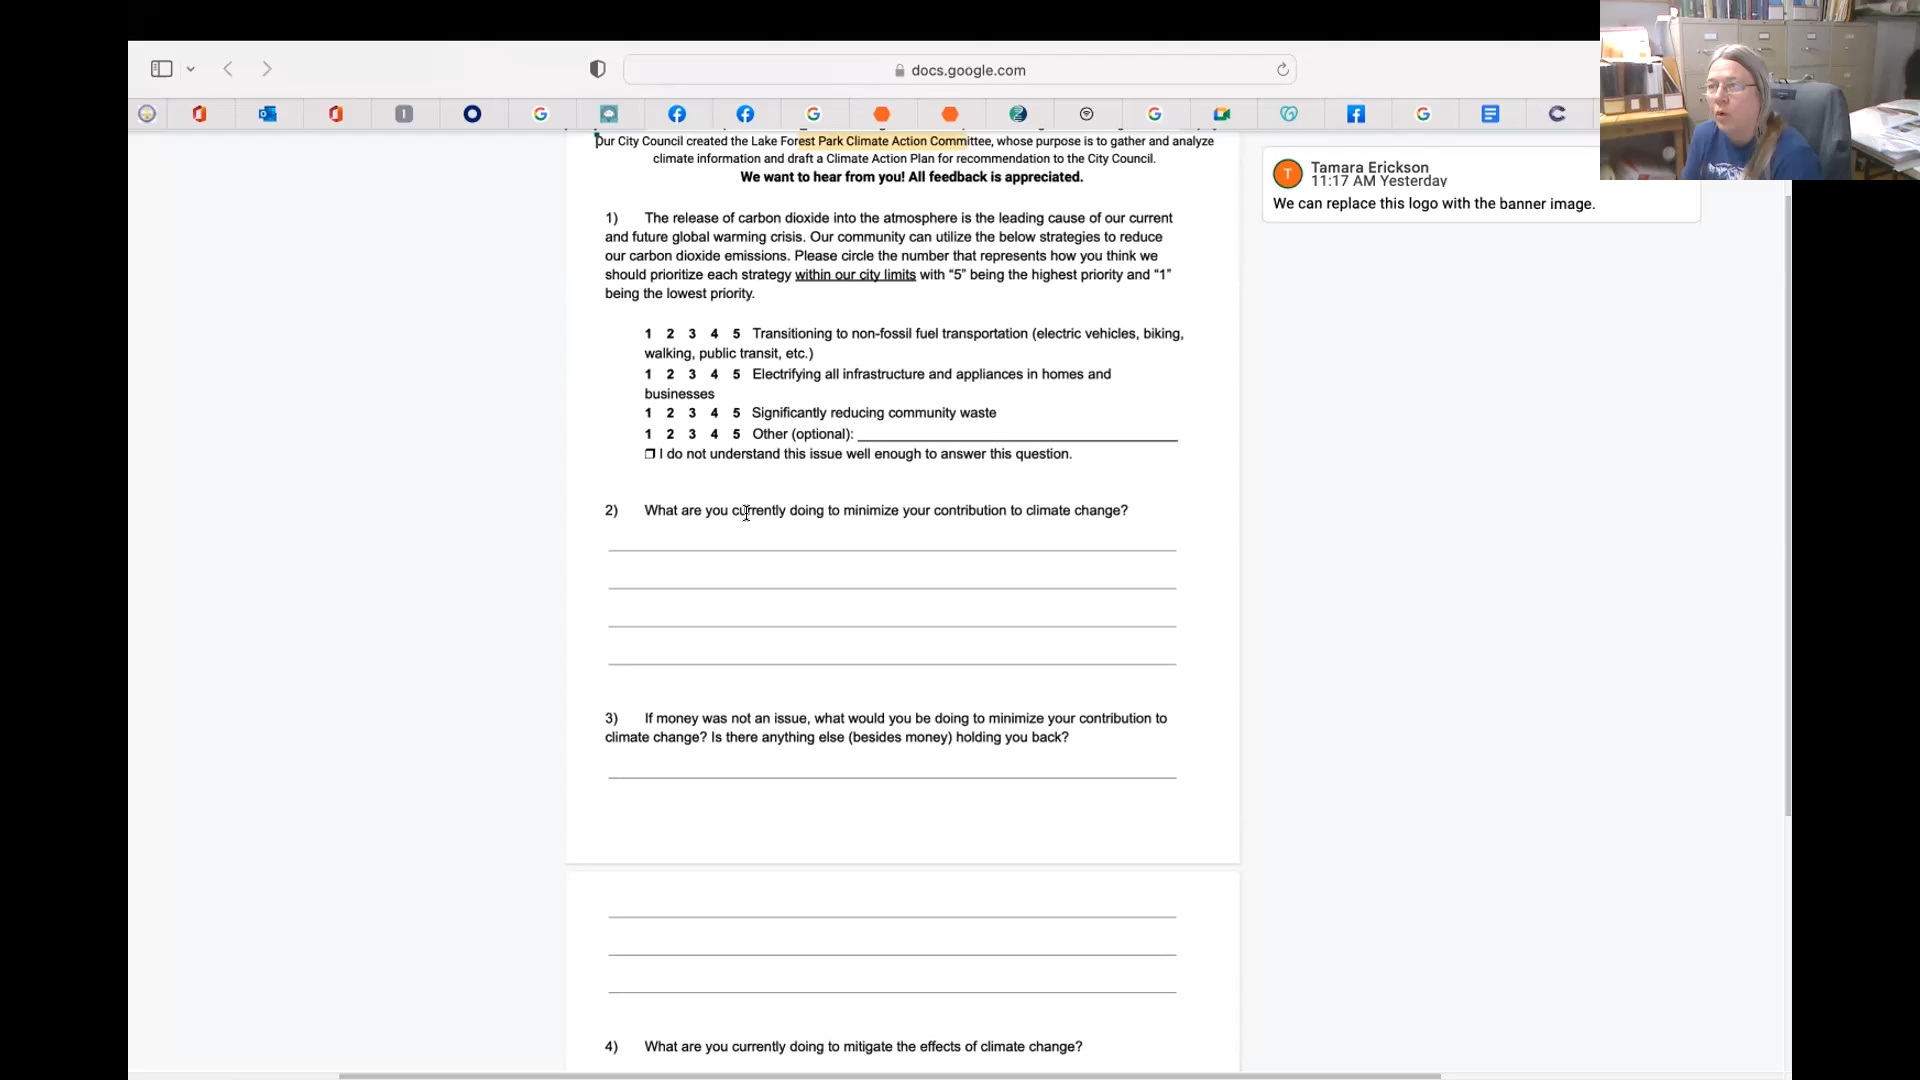 docs.google.com
Our City Council created the Lake Forest Park Climate Action Committee, whose purpose is to gather and analyze
climate information and draft a Climate Action Plan for recommendation to the City Council.
We want to hear from you! All feedback is appreciated.
T
Tamara Erickson
11:17 AM Yesterday
We can replace this logo with the banner image.
1) The release of carbon dioxide into the atmosphere is the leading cause of our current
and future global warming crisis. Our community can utilize the below strategies to reduce
our carbon dioxide emissions. Please circle the number that represents how you think we
should prioritize each strategy within our city limits with “5” being the highest priority and “1”
being the lowest priority.
1 2 3 4 5 Transitioning to non-fossil fuel transportation (electric vehicles, biking,
walking, public transit, etc.)
1 2 3 4 5 Electrifying all infrastructure and appliances in homes and
businesses
1 2 3 4 5 Significantly reducing community waste
1 2 3 4 5 Other (optional):
I do not understand this issue well enough to answer this question.
2) What are you currently doing to minimize your contribution to climate change?
3) If money was not an issue, what would you be doing to minimize your contribution to
climate change? Is there anything else (besides money) holding you back?
4) What are you currently doing to mitigate the effects of climate change?